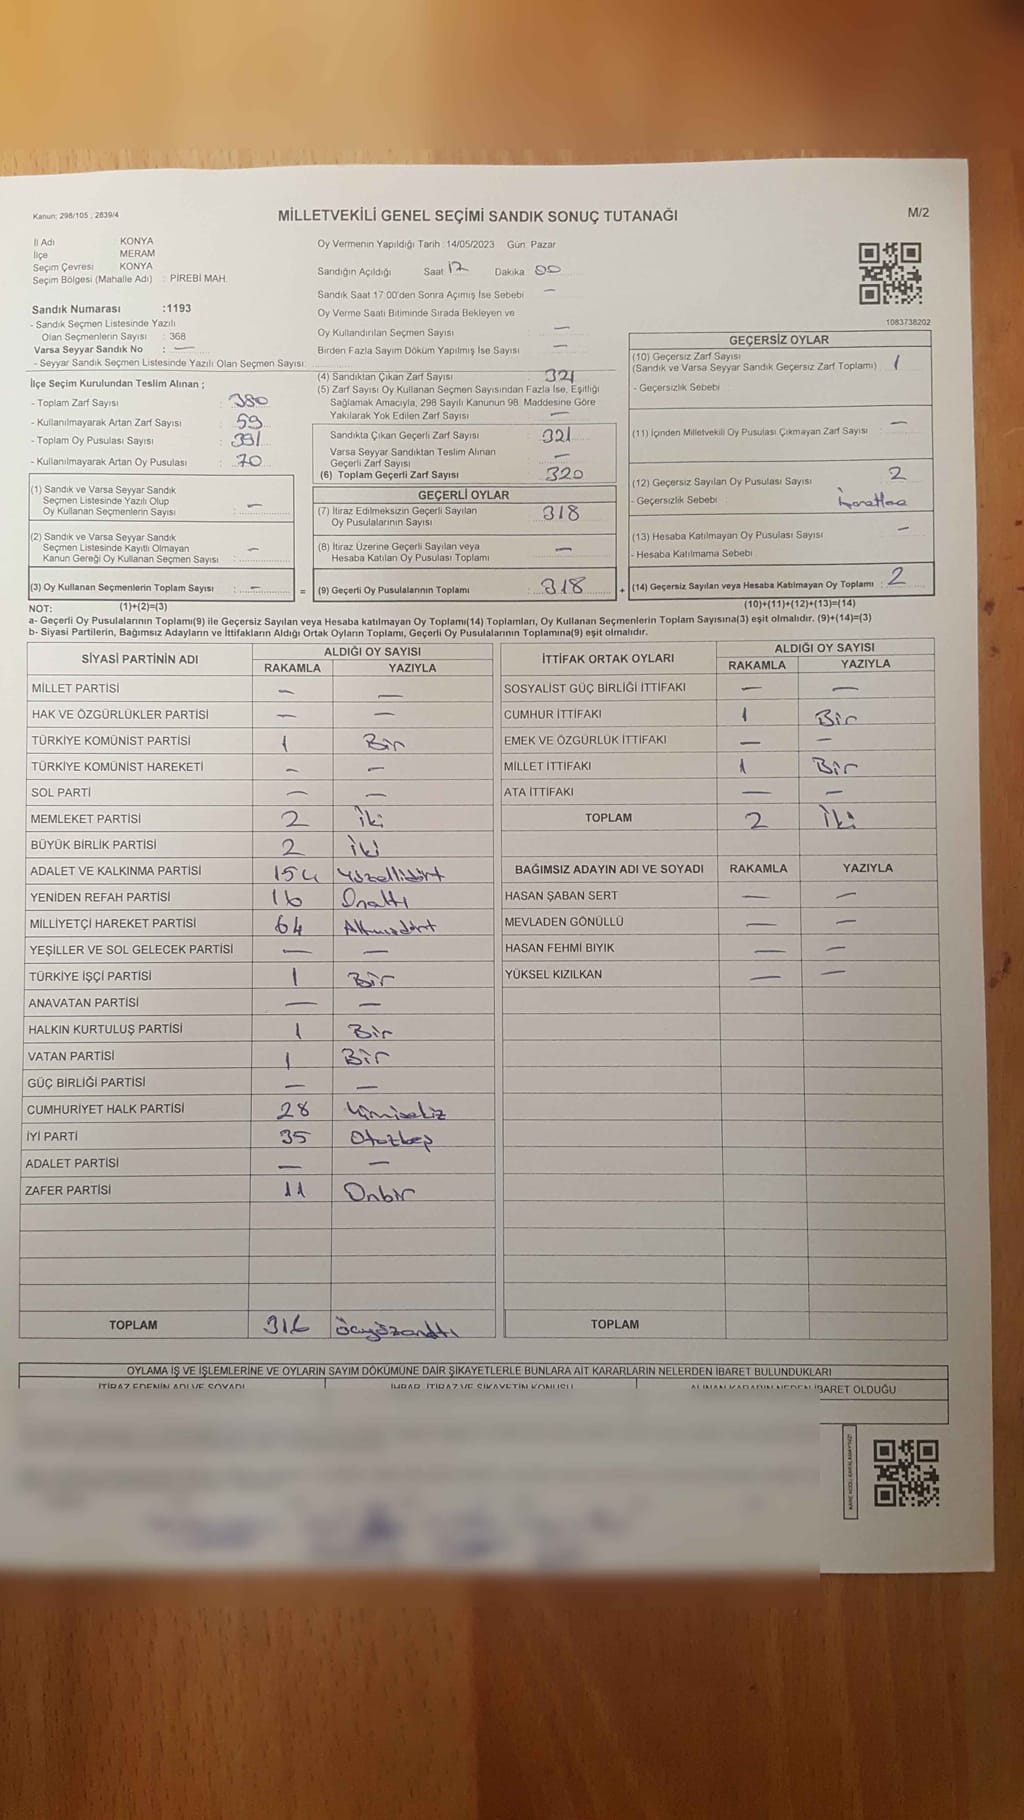 Kanun; 298/105 , 2839/4
MİLLETVEKİLİ GENEL SEÇİMİ SANDIK SONUÇ TUTANAĞI
M/2
İl Adı : KONYA
İlçe : MERAM
Seçim Çevresi : KONYA
Seçim Bölgesi (Mahalle Adı) : PİREBİ MAH.
Sandık Numarası :1193
- Sandık Seçmen Listesinde Yazılı
Olan Seçmenlerin Sayısı : 368
Varsa Seyyar Sandık No : —
- Seyyar Sandık Seçmen Listesinde Yazılı Olan Seçmen Sayısı:
İlçe Seçim Kurulundan Teslim Alınan ;
- Toplam Zarf Sayısı : 380
- Kullanılmayarak Artan Zarf Sayısı : 59
- Toplam Oy Pusulası Sayısı : 391
- Kullanılmayarak Artan Oy Pusulası : 70
(1) Sandık ve Varsa Seyyar Sandık
Seçmen Listesinde Yazılı Olup
Oy Kullanan Seçmenlerin Sayısı : —
(2) Sandık ve Varsa Seyyar Sandık
Seçmen Listesinde Kayıtlı Olmayan
Kanun Gereği Oy Kullanan Seçmen Sayısı : —
(3) Oy Kullanan Seçmenlerin Toplam Sayısı : —
Oy Vermenin Yapıldığı Tarih : 14/05/2023 Gün: Pazar
Sandığın Açıldığı Saat 17 Dakika 00
Sandık Saat 17:00'den Sonra Açımış İse Sebebi —
Oy Verme Saati Bitiminde Sırada Bekleyen ve
Oy Kullandırılan Seçmen Sayısı —
Birden Fazla Sayım Döküm Yapılmış İse Sayısı —
(4) Sandıktan Çıkan Zarf Sayısı : 321
(5) Zarf Sayısı Oy Kullanan Seçmen Sayısından Fazla İse, Eşitliği
Sağlamak Amacıyla; 298 Sayılı Kanunun 98. Maddesine Göre
Yakılarak Yok Edilen Zarf Sayısı : —
Sandıkta Çıkan Geçerli Zarf Sayısı : 321
Varsa Seyyar Sandıktan Teslim Alınan
Geçerli Zarf Sayısı : —
(6) Toplam Geçerli Zarf Sayısı : 320
GEÇERLİ OYLAR
(7) İtiraz Edilmeksizin Geçerli Sayılan
Oy Pusulalarının Sayısı : 318
(8) İtiraz Üzerine Geçerli Sayılan veya
Hesaba Katılan Oy Pusulası Toplamı : —
= (9) Geçerli Oy Pusulalarının Toplamı : 318 +
1083738202
GEÇERSİZ OYLAR
(10) Geçersiz Zarf Sayısı
(Sandık ve Varsa Seyyar Sandık Geçersiz Zarf Toplamı) : 1
- Geçersizlik Sebebi :
(11) İçinden Milletvekili Oy Pusulası Çıkmayan Zarf Sayısı : —
(12) Geçersiz Sayılan Oy Pusulası Sayısı : 2
- Geçersizlik Sebebi :
(13) Hesaba Katılmayan Oy Pusulası Sayısı : —
- Hesaba Katılmama Sebebi :
(14) Geçersiz Sayılan veya Hesaba Katılmayan Oy Toplamı : 2
NOT: (1)+(2)=(3) (10)+(11)+(12)+(13)=(14)
a- Geçerli Oy Pusulalarının Toplamı(9) ile Geçersiz Sayılan veya Hesaba katılmayan Oy Toplamı(14) Toplamları, Oy Kullanan Seçmenlerin Toplam Sayısına(3) eşit olmalıdır. (9)+(14)=(3)
b- Siyasi Partilerin, Bağımsız Adayların ve İttifakların Aldığı Ortak Oyların Toplamı, Geçerli Oy Pusulalarının Toplamına(9) eşit olmalıdır.
SİYASİ PARTİNİN ADI ALDIĞI OY SAYISI
RAKAMLA YAZIYLA
MİLLET PARTİSİ — —
HAK VE ÖZGÜRLÜKLER PARTİSİ — —
TÜRKİYE KOMÜNİST PARTİSİ 1 Bir
TÜRKİYE KOMÜNİST HAREKETİ — —
SOL PARTİ — —
MEMLEKET PARTİSİ 2 İki
BÜYÜK BİRLİK PARTİSİ 2 İki
ADALET VE KALKINMA PARTİSİ 154 Yüzellidört
YENİDEN REFAH PARTİSİ 16 Onaltı
MİLLİYETÇİ HAREKET PARTİSİ 64 Altmışdört
YEŞİLLER VE SOL GELECEK PARTİSİ — —
TÜRKİYE İŞÇİ PARTİSİ 1 Bir
ANAVATAN PARTİSİ — —
HALKIN KURTULUŞ PARTİSİ 1 Bir
VATAN PARTİSİ 1 Bir
GÜÇ BİRLİĞİ PARTİSİ — —
CUMHURİYET HALK PARTİSİ 28 Yirmisekiz
İYİ PARTİ 35 Otuzbeş
ADALET PARTİSİ — —
ZAFER PARTİSİ 11 Onbir
TOPLAM 316 Üçyüzonaltı
İTTİFAK ORTAK OYLARI ALDIĞI OY SAYISI
RAKAMLA YAZIYLA
SOSYALİST GÜÇ BİRLİĞİ İTTİFAKI — —
CUMHUR İTTİFAKI 1 Bir
EMEK VE ÖZGÜRLÜK İTTİFAKI — —
MİLLET İTTİFAKI 1 Bir
ATA İTTİFAKI — —
TOPLAM 2 İki
BAĞIMSIZ ADAYIN ADI VE SOYADI RAKAMLA YAZIYLA
HASAN ŞABAN SERT — —
MEVLADEN GÖNÜLLÜ — —
HASAN FEHMİ BIYIK — —
YÜKSEL KIZILKAN — —
TOPLAM
OYLAMA İŞ VE İŞLEMLERİNE VE OYLARIN SAYIM DÖKÜMÜNE DAİR ŞİKAYETLERLE BUNLARA AİT KARARLARIN NELERDEN İBARET BULUNDUKLARI
İTİRAZ EDENİN ADI VE SOYADI İHBAR, İTİRAZ VE ŞİKAYETİN KONUSU ALINAN KARARIN NEDEN İBARET OLDUĞU